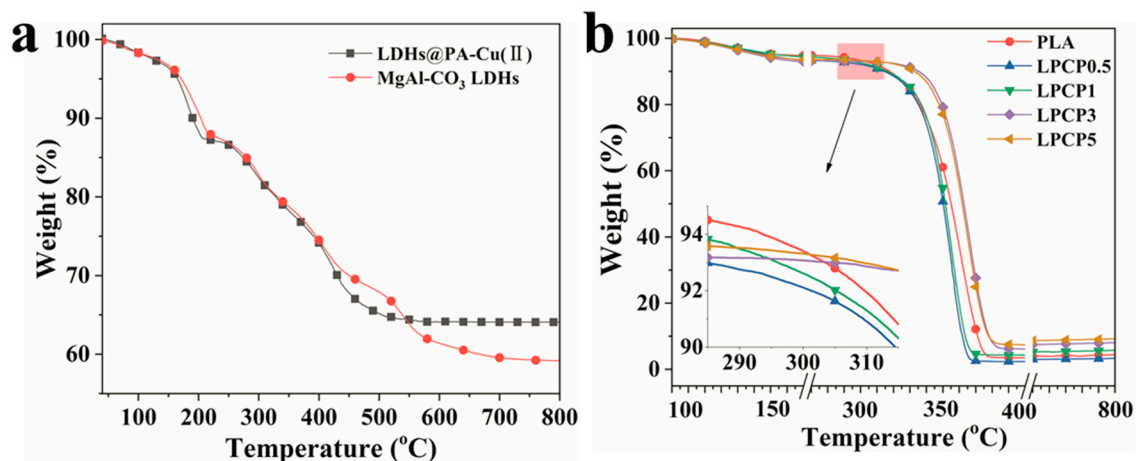 a
100
90
80
70
60
Weight (%)
LDHs@PA-Cu(Ⅱ)
MgAl-CO₃ LDHs
100 200 300 400 500 600 700 800
Temperature (°C)
b
100
80
60
40
20
0
Weight (%)
PLA
LPCP0.5
LPCP1
LPCP3
LPCP5
94
92
90
290 300 310
100 150 300 350 400 800
Temperature (°C)